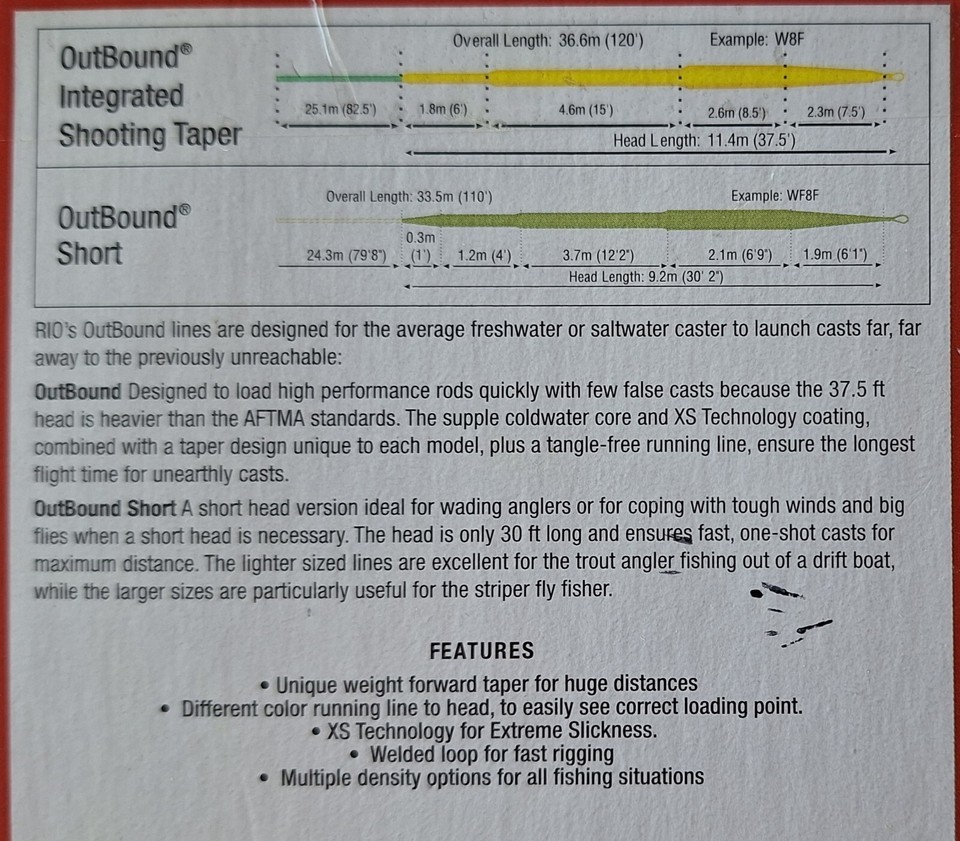 OutBound®
Integrated
Shooting Taper
Overall Length: 36.6m (120')
Example: W8F
25.1m (82.5')
1.8m (6')
4.6m (15')
2.6m (8.5')
2.3m (7.5')
Head Length: 11.4m (37.5')
OutBound®
Short
Overall Length: 33.5m (110')
Example: WF8F
24.3m (79'8")
0.3m
(1')
1.2m (4')
3.7m (12'2")
2.1m (6'9")
1.9m (6'1")
Head Length: 9.2m (30' 2")
RIO's OutBound lines are designed for the average freshwater or saltwater caster to launch casts far, far
away to the previously unreachable:
OutBound Designed to load high performance rods quickly with few false casts because the 37.5 ft
head is heavier than the AFTMA standards. The supple coldwater core and XS Technology coating,
combined with a taper design unique to each model, plus a tangle-free running line, ensure the longest
flight time for unearthly casts.
OutBound Short A short head version ideal for wading anglers or for coping with tough winds and big
flies when a short head is necessary. The head is only 30 ft long and ensures fast, one-shot casts for
maximum distance. The lighter sized lines are excellent for the trout angler fishing out of a drift boat,
while the larger sizes are particularly useful for the striper fly fisher.
FEATURES
• Unique weight forward taper for huge distances
• Different color running line to head, to easily see correct loading point.
• XS Technology for Extreme Slickness.
• Welded loop for fast rigging
• Multiple density options for all fishing situations